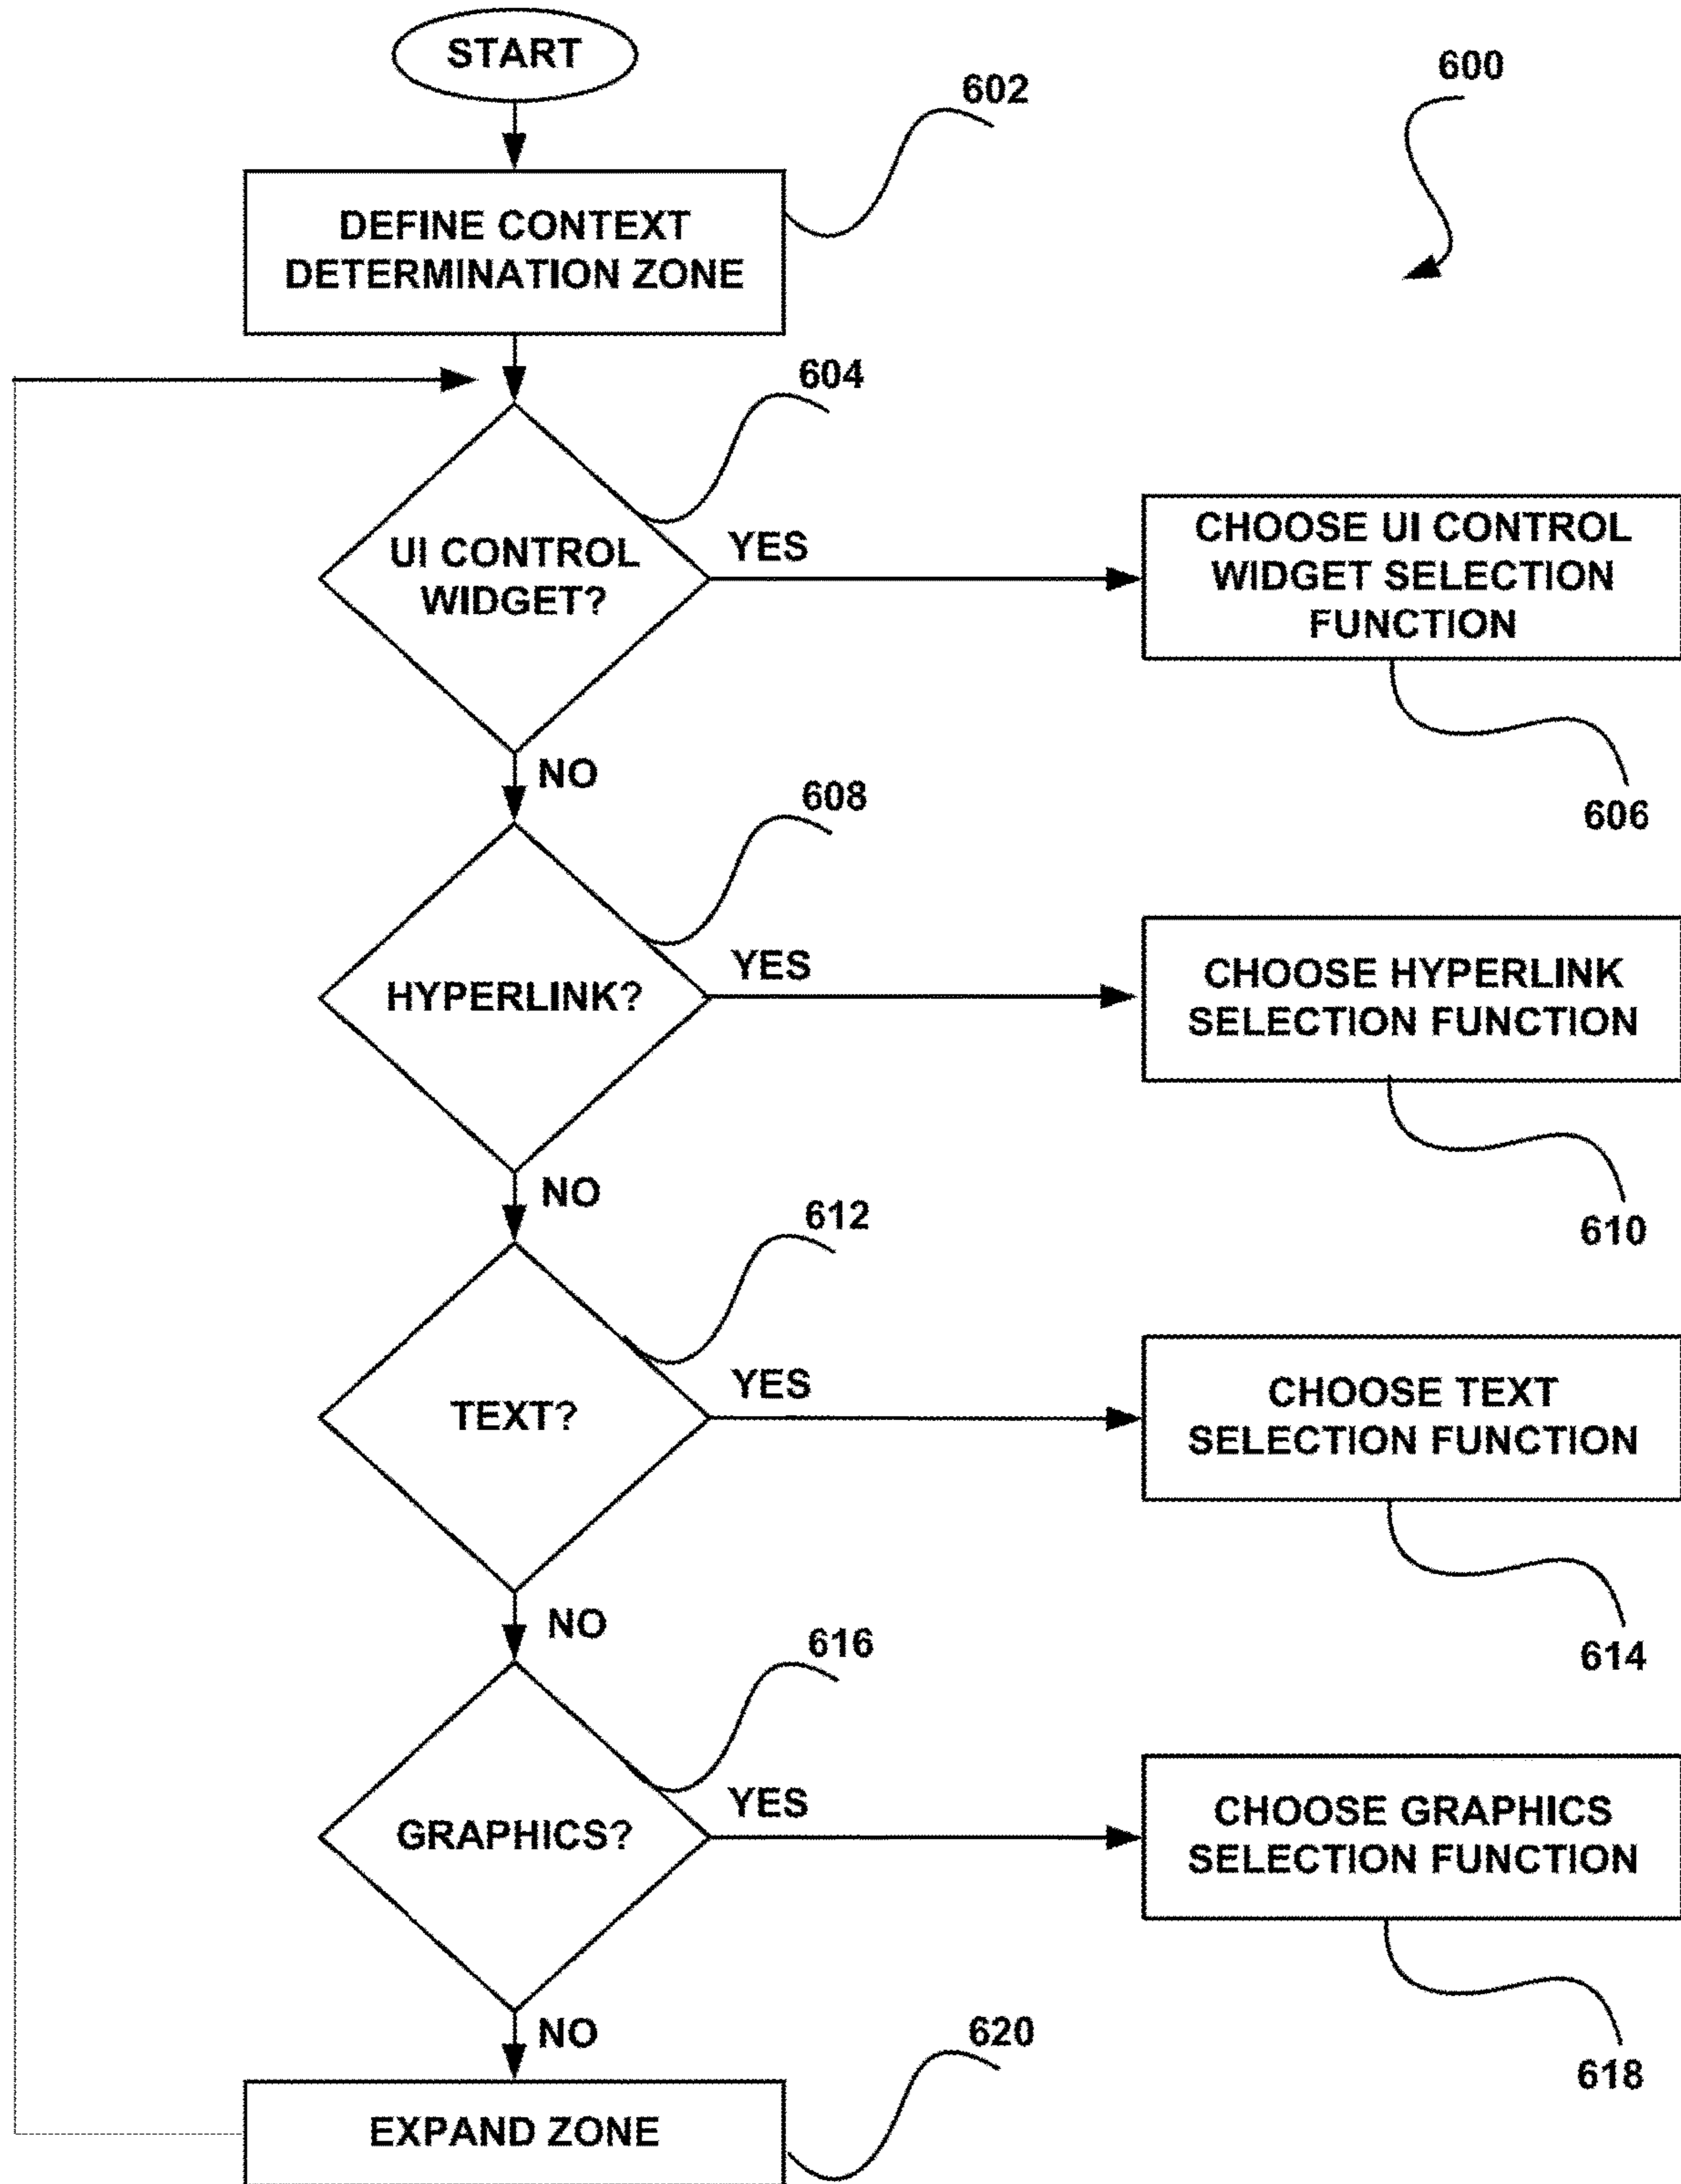 START
602
600
DEFINE CONTEXT
DETERMINATION ZONE
604
UI CONTROL
WIDGET?
YES
CHOOSE UI CONTROL
WIDGET SELECTION
FUNCTION
606
NO
608
HYPERLINK?
YES
CHOOSE HYPERLINK
SELECTION FUNCTION
610
NO
612
TEXT?
YES
CHOOSE TEXT
SELECTION FUNCTION
614
NO
616
GRAPHICS?
YES
CHOOSE GRAPHICS
SELECTION FUNCTION
618
NO
620
EXPAND ZONE